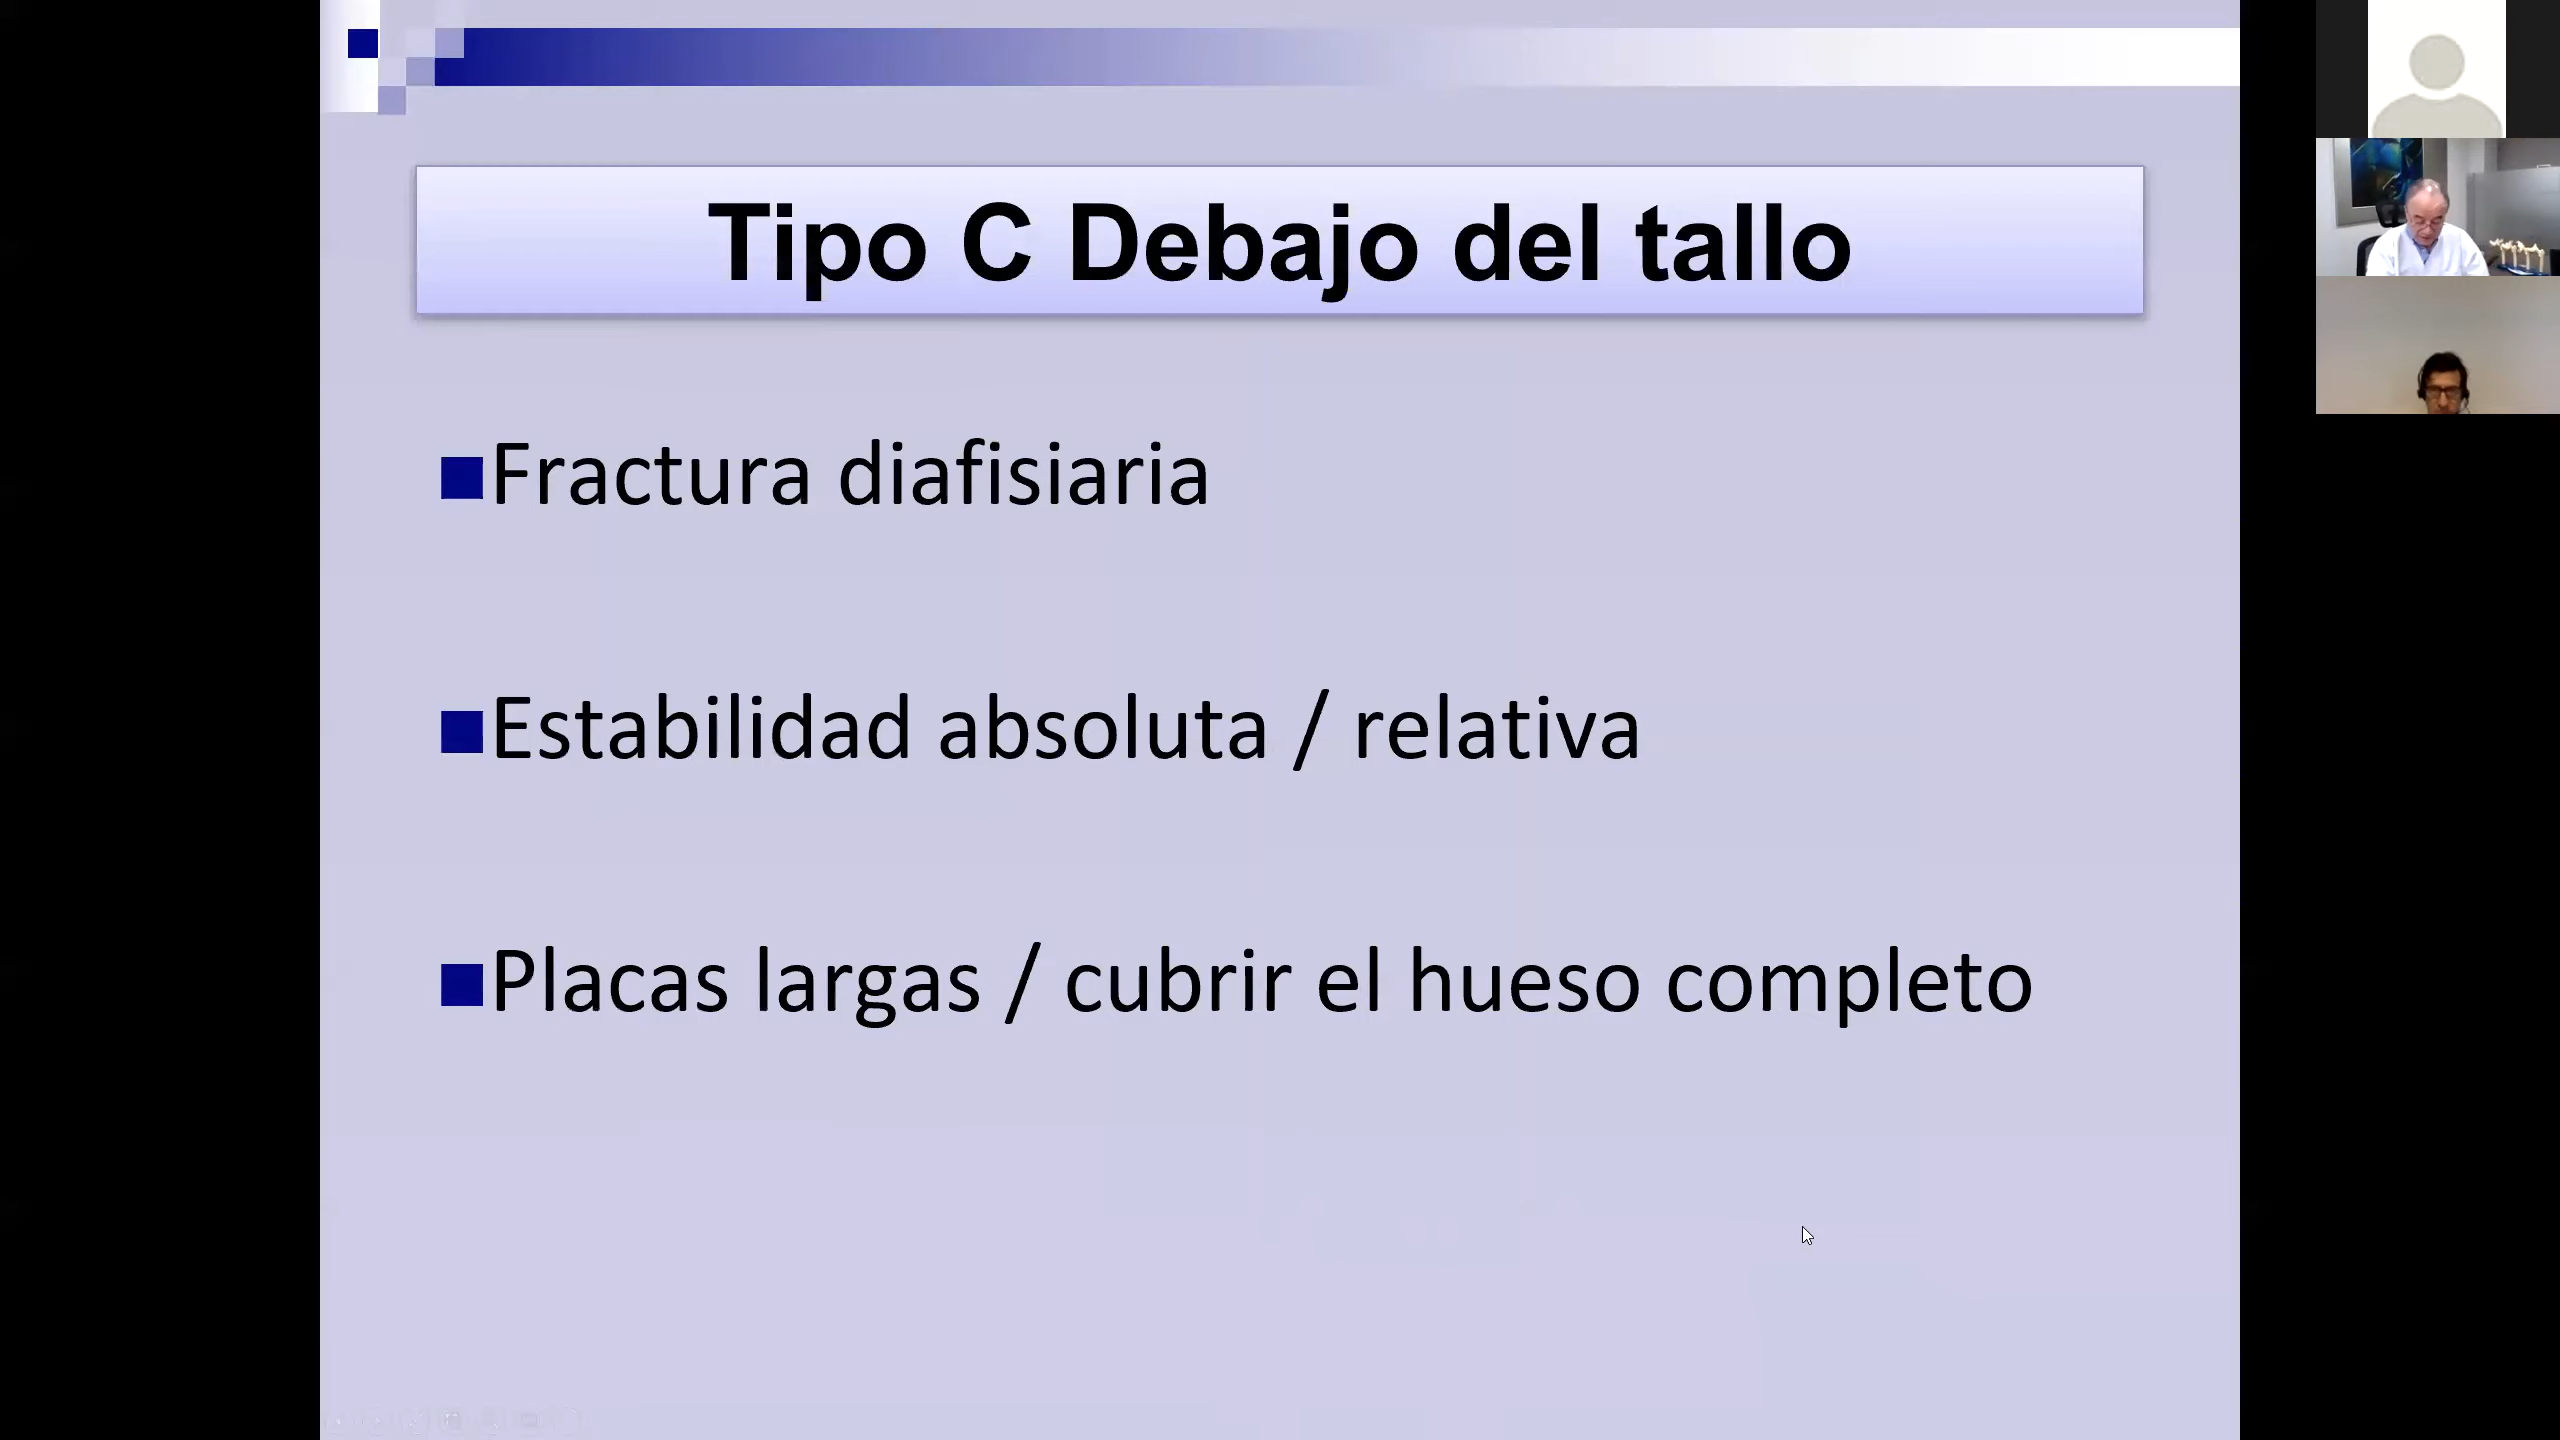 Tipo C Debajo del tallo
Fractura diafisiaria
Estabilidad absoluta / relativa
Placas largas / cubrir el hueso completo